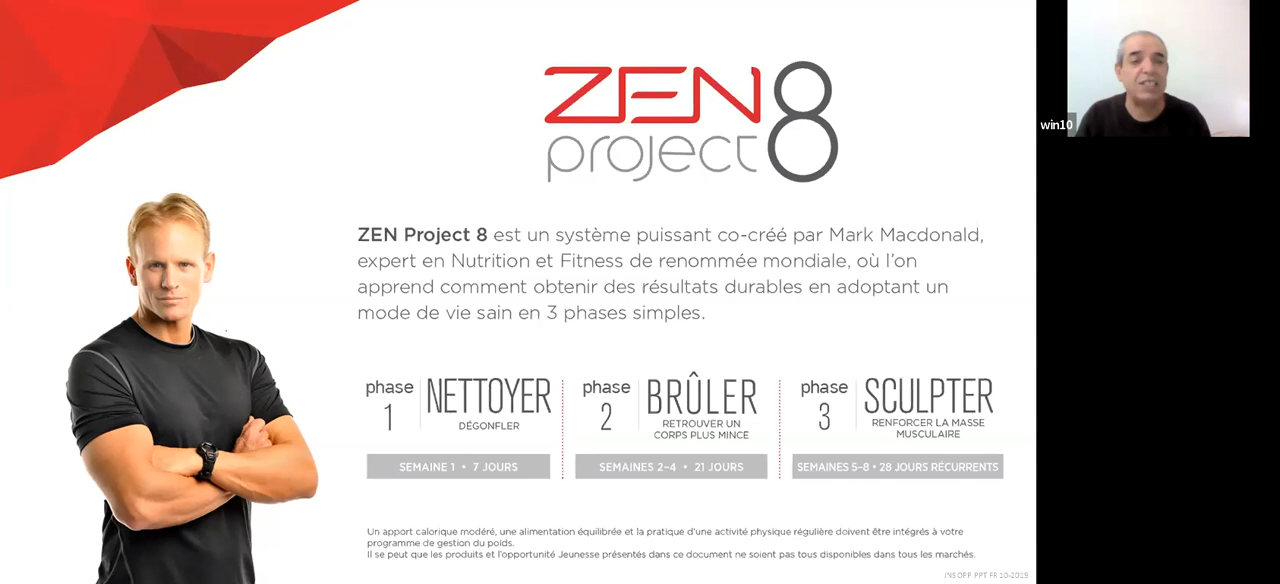 ZEN
project
8
win10
ZEN Project 8 est un système puissant co-créé par Mark Macdonald,
expert en Nutrition et Fitness de renommée mondiale, où l'on
apprend comment obtenir des résultats durables en adoptant un
mode de vie sain en 3 phases simples.
phase
1
NETTOYER
DÉGONFLER
SEMAINE 1 • 7 JOURS
phase
2
BRÛLER
RETROUVER UN
CORPS PLUS MINCE
SEMAINES 2-4 • 21 JOURS
phase
3
SCULPTER
RENFORCER LA MASSE
MUSCULAIRE
SEMAINES 5-8 • 28 JOURS RÉCURRENTS
Un apport calorique modéré, une alimentation équilibrée et la pratique d'une activité physique régulière doivent être intégrés à votre
programme de gestion du poids.
Il se peut que les produits et l'opportunité Jeunesse présentés dans ce document ne soient pas tous disponibles dans tous les marchés.
JNS OPP PPT FR 10-2019